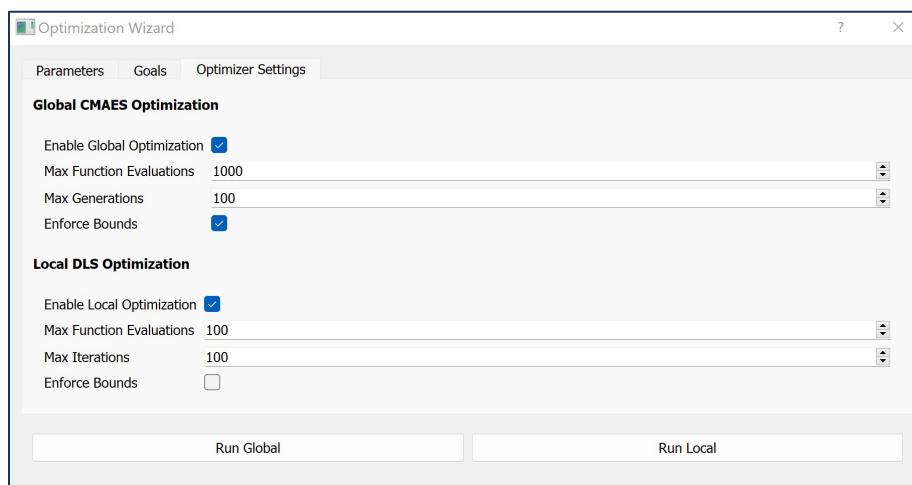 Optimization Wizard ?
Parameters Goals Optimizer Settings
Global CMAES Optimization
Enable Global Optimization
Max Function Evaluations 1000
Max Generations 100
Enforce Bounds
Local DLS Optimization
Enable Local Optimization
Max Function Evaluations 100
Max Iterations 100
Enforce Bounds
Run Global Run Local